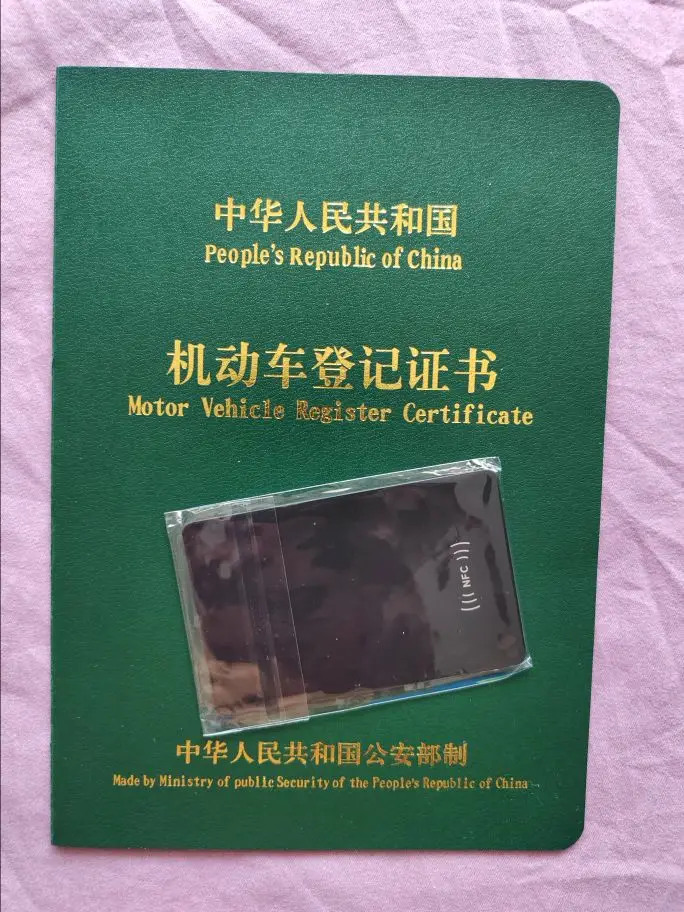 中华人民共和国
People's Republic of China
机动车登记证书
Motor Vehicle Register Certificate
((( NFC )))
中华人民共和国公安部制
Made by Ministry of public Security of the People's Republic of China